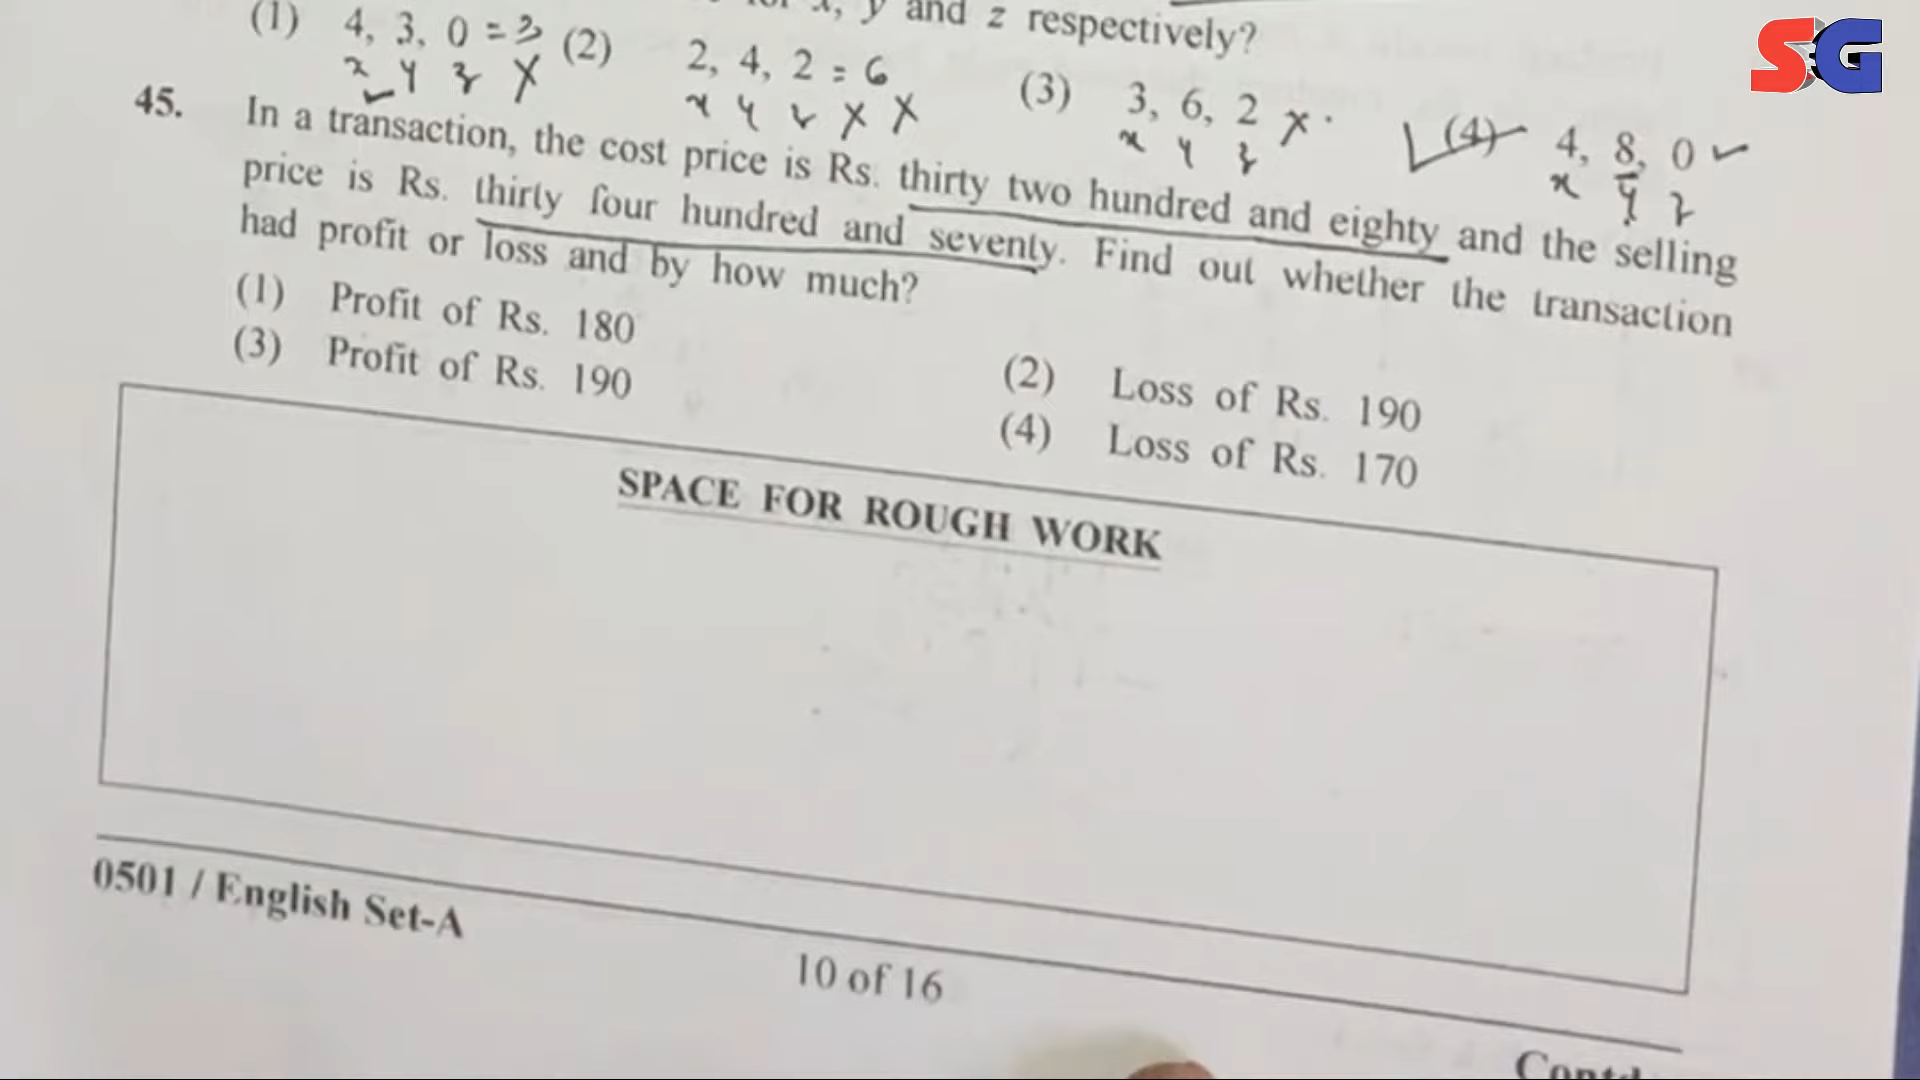 x, y and z respectively?
(1) 4, 3, 0 = 3 (2) 2, 4, 2 = 6 (3) 3, 6, 2 x (4) 4, 8, 0
x y z x
x y z x x
x y z
x y z
45. In a transaction, the cost price is Rs. thirty two hundred and eighty and the selling
price is Rs. thirty four hundred and seventy. Find out whether the transaction
had profit or loss and by how much?
(1) Profit of Rs. 180
(2) Loss of Rs. 190
(3) Profit of Rs. 190
(4) Loss of Rs. 170
SPACE FOR ROUGH WORK
0501 / English Set-A
10 of 16
Contd
SG